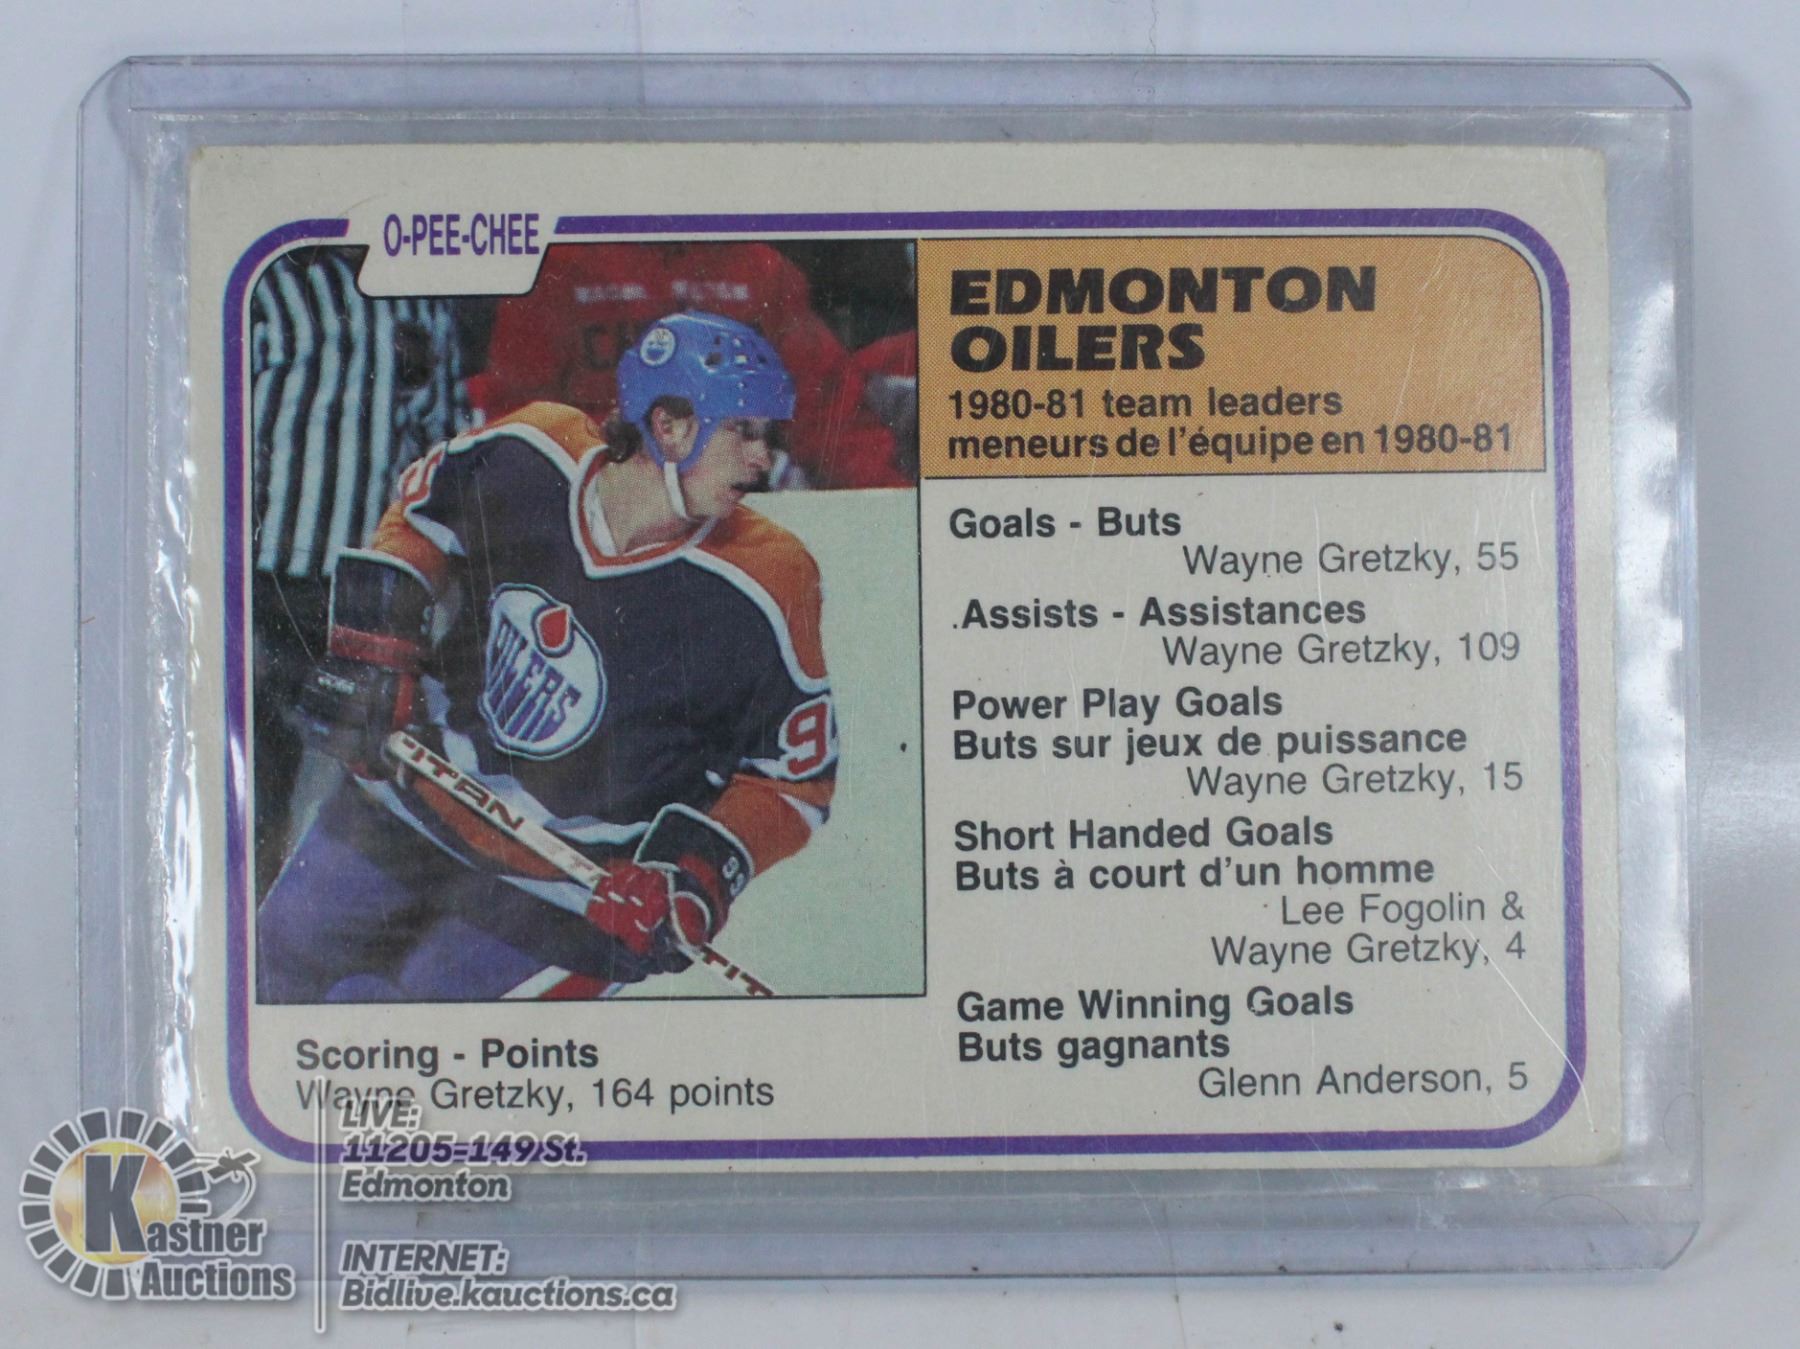 O-PEE-CHEE
EDMONTON
OILERS
1980-81 team leaders
meneurs de l'équipe en 1980-81
Goals - Buts
Wayne Gretzky, 55
Assists - Assistances
Wayne Gretzky, 109
Power Play Goals
Buts sur jeux de puissance
Wayne Gretzky, 15
Short Handed Goals
Buts à court d'un homme
Lee Fogolin &
Wayne Gretzky, 4
Game Winning Goals
Buts gagnants
Glenn Anderson, 5
Scoring - Points
Wayne Gretzky, 164 points
OILERS
9
99
TITAN
TIT
K
Kastner
Auctions
LIVE:
11205-149 St.
Edmonton
INTERNET:
Bidlive.kauctions.ca